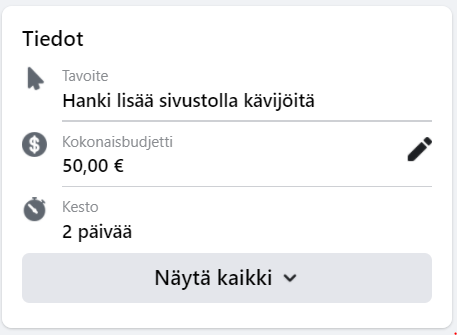 Tiedot
Tavoite
Hanki lisää sivustolla kävijöitä
Kokonaisbudjetti
50,00 €
Kesto
2 päivää
Näytä kaikki